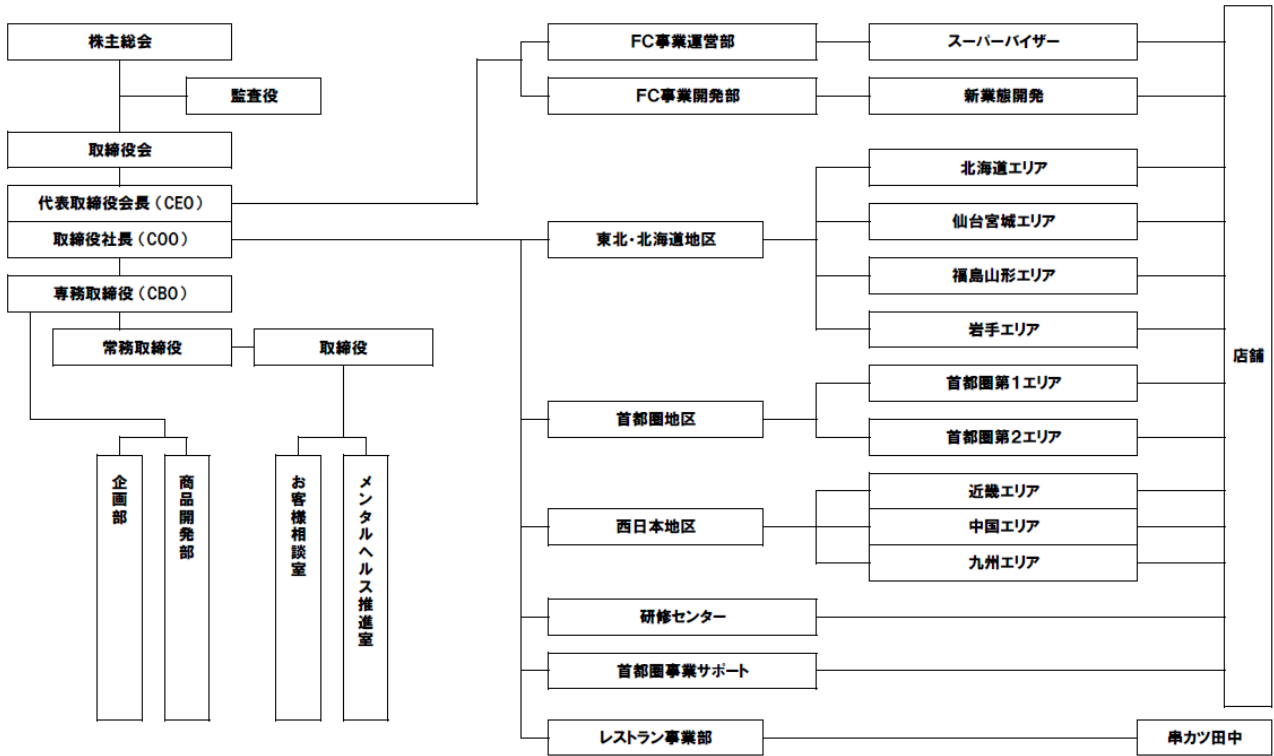 株主総会
監査役
取締役会
代表取締役会長（CEO）
取締役社長（COO）
専務取締役（CBO）
常務取締役
取締役
企画部
商品開発部
お客様相談室
メンタルヘルス推進室
FC事業運営部
スーパーバイザー
FC事業開発部
新業態開発
東北・北海道地区
北海道エリア
仙台宮城エリア
福島山形エリア
岩手エリア
首都圏地区
首都圏第1エリア
首都圏第2エリア
西日本地区
近畿エリア
中国エリア
九州エリア
研修センター
首都圏事業サポート
レストラン事業部
店舗
串カツ田中